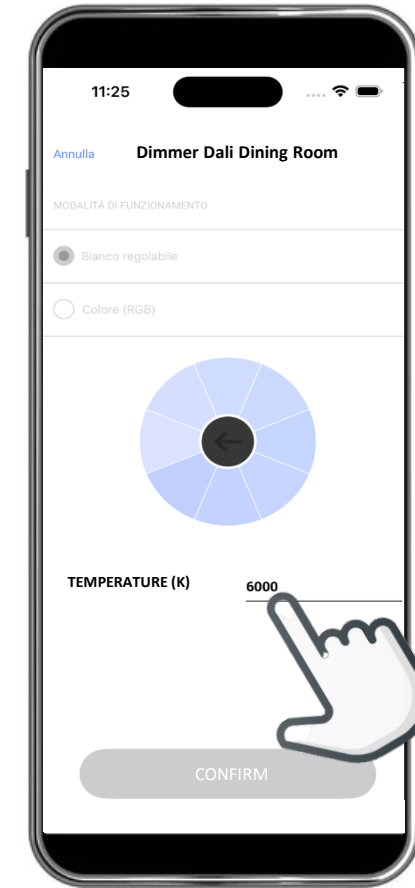 11:25
Annulla
Dimmer Dali Dining Room
MODALITÀ DI FUNZIONAMENTO
Bianco regolabile
Colore (RGB)
TEMPERATURE (K)
6000
CONFIRM